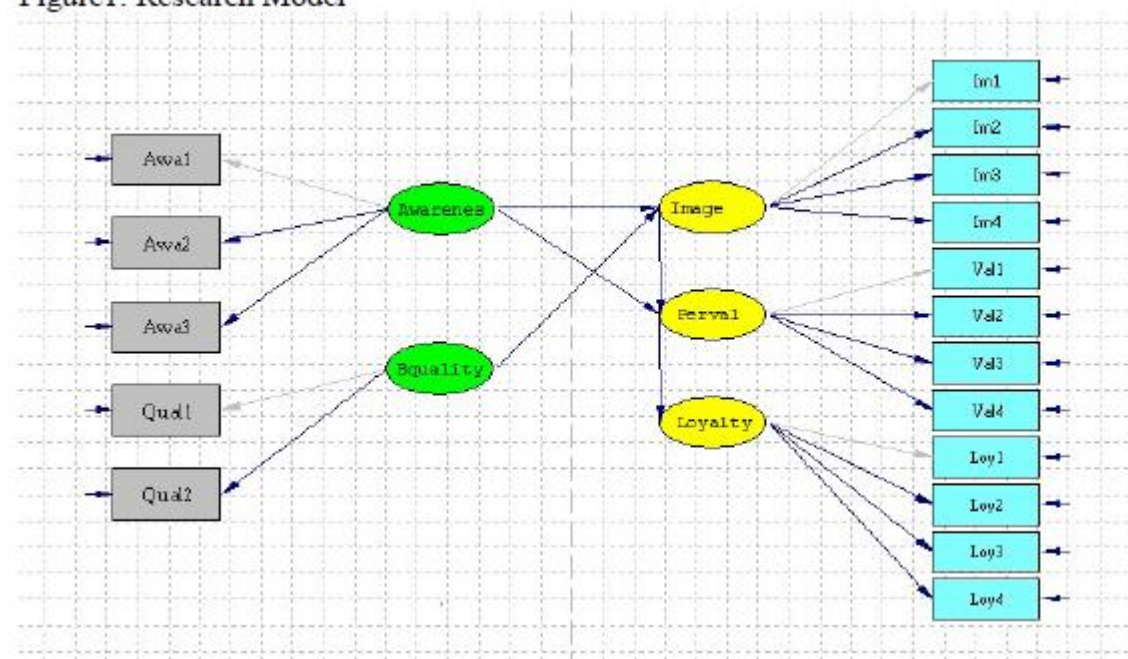 Figure1: Research Model
Awa1
Awa2
Awa3
Qual1
Qual2
Awarenes
Bquality
Image
Perval
Loyalty
Im1
Im2
Im3
Im4
Val1
Val2
Val3
Val4
Loy1
Loy2
Loy3
Loy4